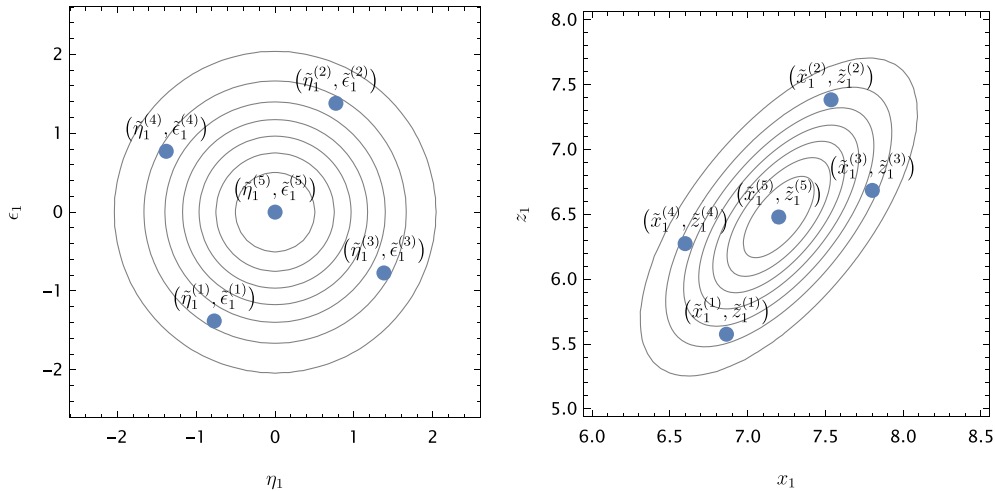 2
1
0
−1
−2
ϵ₁
−2
−1
0
1
2
η₁
(η̃₁⁽²⁾, ϵ̃₁⁽²⁾)
(η̃₁⁽⁴⁾, ϵ̃₁⁽⁴⁾)
(η̃₁⁽⁵⁾, ϵ̃₁⁽⁵⁾)
(η̃₁⁽³⁾, ϵ̃₁⁽³⁾)
(η̃₁⁽¹⁾, ϵ̃₁⁽¹⁾)
8.0
7.5
7.0
6.5
6.0
5.5
5.0
z₁
6.0
6.5
7.0
7.5
8.0
8.5
x₁
(x̃₁⁽²⁾, z̃₁⁽²⁾)
(x̃₁⁽³⁾, z̃₁⁽³⁾)
(x̃₁⁽⁵⁾, z̃₁⁽⁵⁾)
(x̃₁⁽⁴⁾, z̃₁⁽⁴⁾)
(x̃₁⁽¹⁾, z̃₁⁽¹⁾)